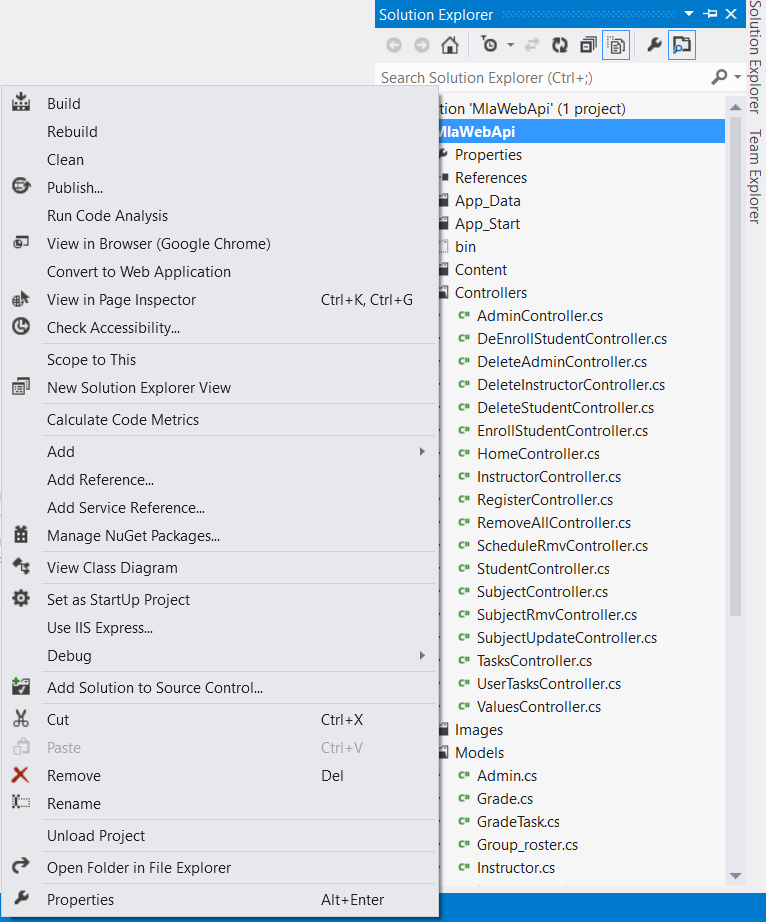 Solution Explorer
Search Solution Explorer (Ctrl+;)
tion 'MlaWebApi' (1 project)
MlaWebApi
Properties
References
App_Data
App_Start
bin
Content
Controllers
AdminController.cs
DeEnrollStudentController.cs
DeleteAdminController.cs
DeleteInstructorController.cs
DeleteStudentController.cs
EnrollStudentController.cs
HomeController.cs
InstructorController.cs
RegisterController.cs
RemoveAllController.cs
ScheduleRmvController.cs
StudentController.cs
SubjectController.cs
SubjectRmvController.cs
SubjectUpdateController.cs
TasksController.cs
UserTasksController.cs
ValuesController.cs
Images
Models
Admin.cs
Grade.cs
GradeTask.cs
Group_roster.cs
Instructor.cs
Build
Rebuild
Clean
Publish...
Run Code Analysis
View in Browser (Google Chrome)
Convert to Web Application
View in Page Inspector Ctrl+K, Ctrl+G
Check Accessibility...
Scope to This
New Solution Explorer View
Calculate Code Metrics
Add
Add Reference...
Add Service Reference...
Manage NuGet Packages...
View Class Diagram
Set as StartUp Project
Use IIS Express...
Debug
Add Solution to Source Control...
Cut Ctrl+X
Paste Ctrl+V
Remove Del
Rename
Unload Project
Open Folder in File Explorer
Properties Alt+Enter
Solution Explorer
Team Explorer